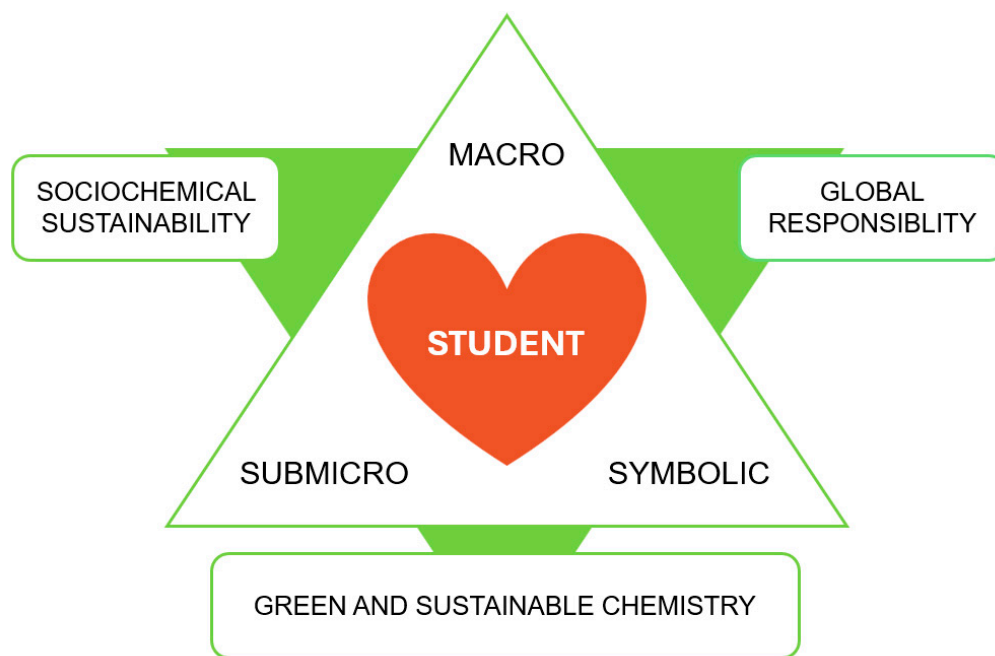 MACRO
SOCIOCHEMICAL
SUSTAINABILITY
GLOBAL
RESPONSIBLITY
STUDENT
SUBMICRO
SYMBOLIC
GREEN AND SUSTAINABLE CHEMISTRY